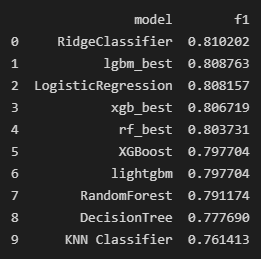 model f1
0 RidgeClassifier 0.810202
1 lgbm_best 0.808763
2 LogisticRegression 0.808157
3 xgb_best 0.806719
4 rf_best 0.803731
5 XGBoost 0.797704
6 lightgbm 0.797704
7 RandomForest 0.791174
8 DecisionTree 0.777690
9 KNN Classifier 0.761413